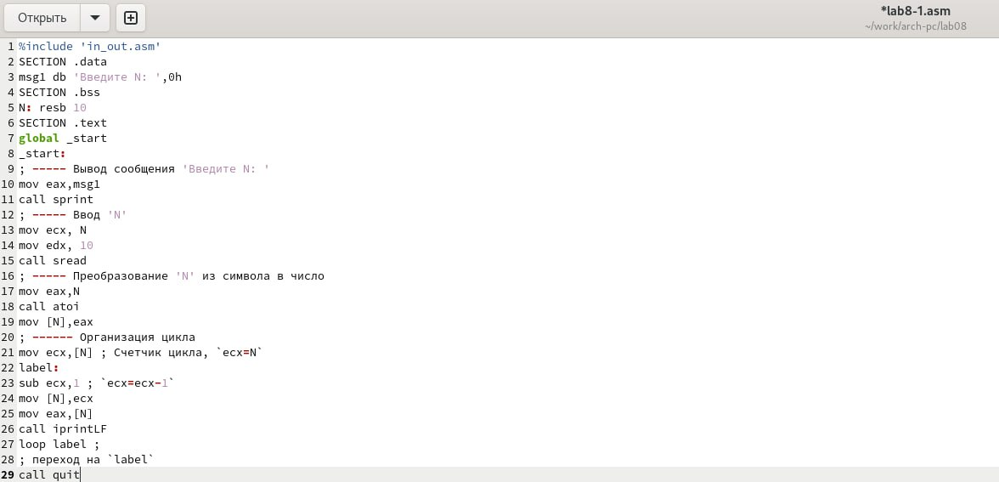 Открыть
*lab8-1.asm
~/work/arch-pc/lab08
1 %include 'in_out.asm'
2 SECTION .data
3 msg1 db 'Введите N: ',0h
4 SECTION .bss
5 N: resb 10
6 SECTION .text
7 global _start
8 _start:
9 ; ----- Вывод сообщения 'Введите N: '
10 mov eax,msg1
11 call sprint
12 ; ----- Ввод 'N'
13 mov ecx, N
14 mov edx, 10
15 call sread
16 ; ----- Преобразование 'N' из символа в число
17 mov eax,N
18 call atoi
19 mov [N],eax
20 ; ------ Организация цикла
21 mov ecx,[N] ; Счетчик цикла, `ecx=N`
22 label:
23 sub ecx,1 ; `ecx=ecx-1`
24 mov [N],ecx
25 mov eax,[N]
26 call iprintLF
27 loop label ;
28 ; переход на `label`
29 call quit